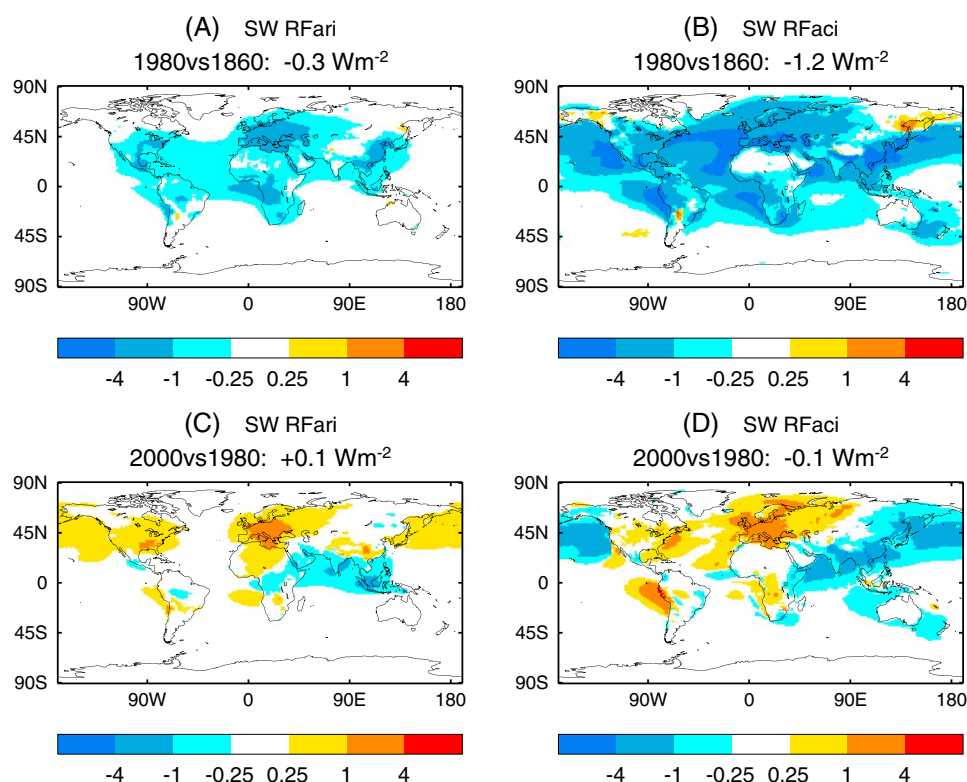 (A) SW RFari
1980vs1860: -0.3 Wm-2
90N
45N
0
45S
90S
90W 0 90E 180
-4 -1 -0.25 0.25 1 4
(B) SW RFaci
1980vs1860: -1.2 Wm-2
90N
45N
0
45S
90S
90W 0 90E 180
-4 -1 -0.25 0.25 1 4
(C) SW RFari
2000vs1980: +0.1 Wm-2
90N
45N
0
45S
90S
90W 0 90E 180
-4 -1 -0.25 0.25 1 4
(D) SW RFaci
2000vs1980: -0.1 Wm-2
90N
45N
0
45S
90S
90W 0 90E 180
-4 -1 -0.25 0.25 1 4